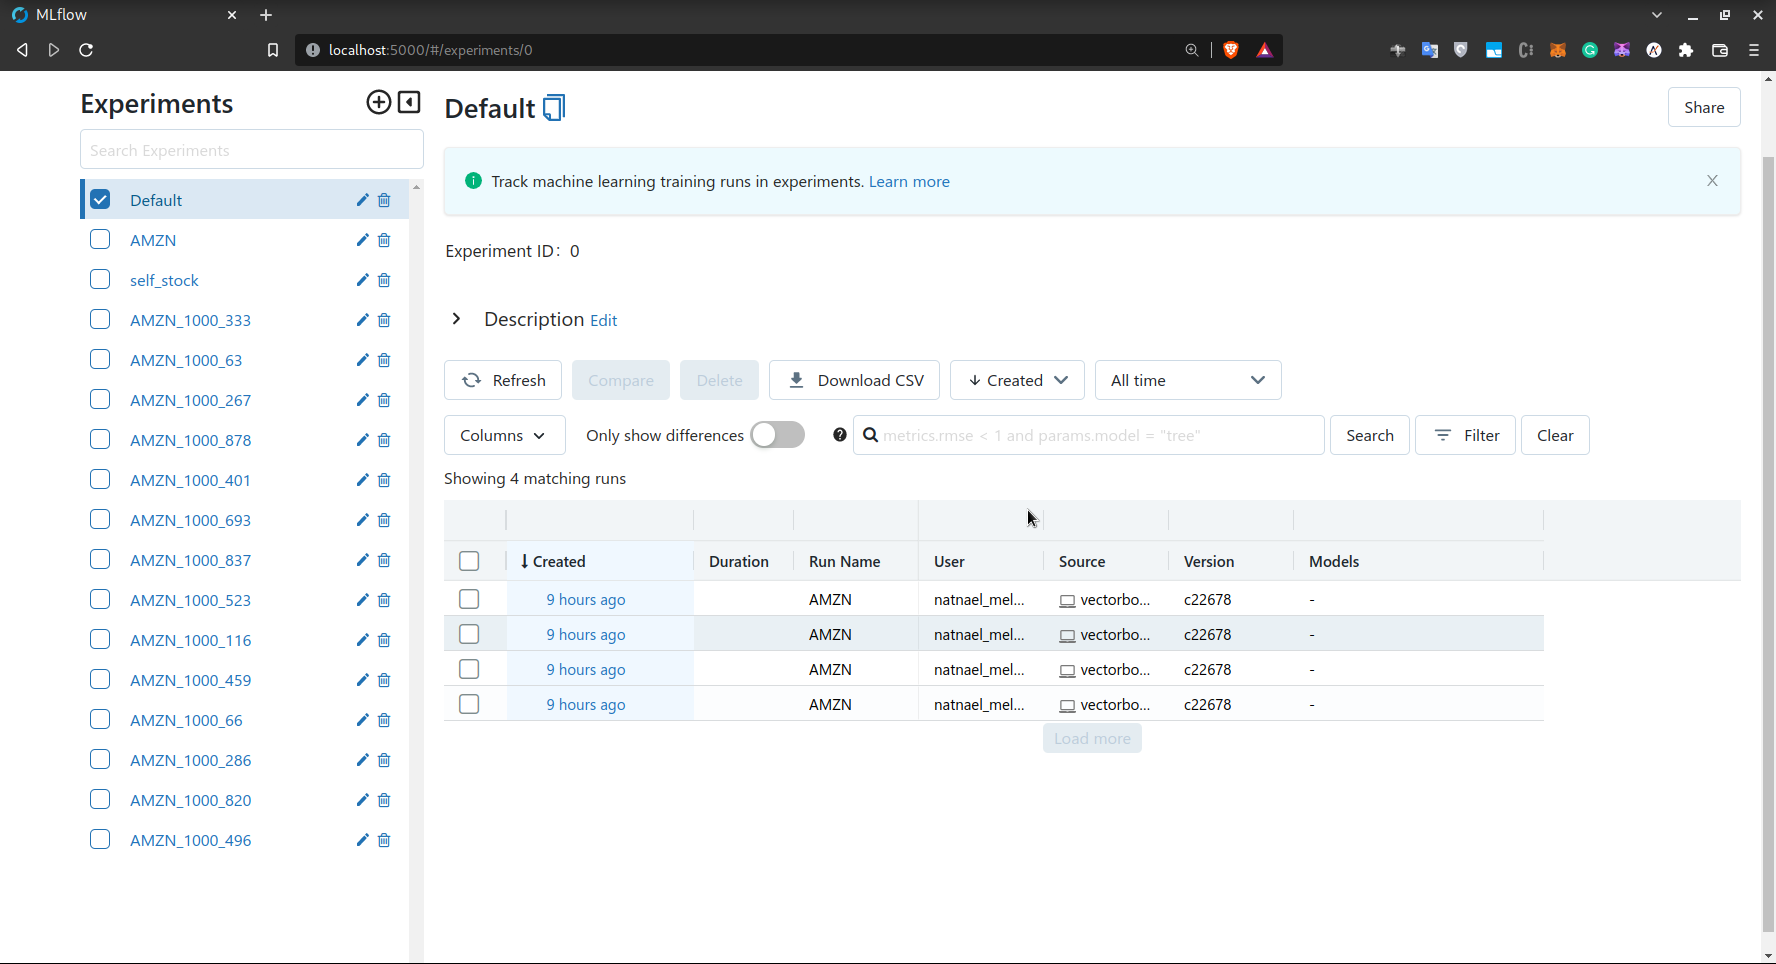 MLflow
localhost:5000/#/experiments/0
Experiments
Search Experiments
Default
AMZN
self_stock
AMZN_1000_333
AMZN_1000_63
AMZN_1000_267
AMZN_1000_878
AMZN_1000_401
AMZN_1000_693
AMZN_1000_837
AMZN_1000_523
AMZN_1000_116
AMZN_1000_459
AMZN_1000_66
AMZN_1000_286
AMZN_1000_820
AMZN_1000_496
Default
Share
Track machine learning training runs in experiments. Learn more
Experiment ID: 0
Description Edit
Refresh Compare Delete Download CSV Created All time
Columns Only show differences metrics.rmse < 1 and params.model = "tree" Search Filter Clear
Showing 4 matching runs
Created Duration Run Name User Source Version Models
9 hours ago AMZN natnael_mel... vectorbo... c22678 -
9 hours ago AMZN natnael_mel... vectorbo... c22678 -
9 hours ago AMZN natnael_mel... vectorbo... c22678 -
9 hours ago AMZN natnael_mel... vectorbo... c22678 -
Load more